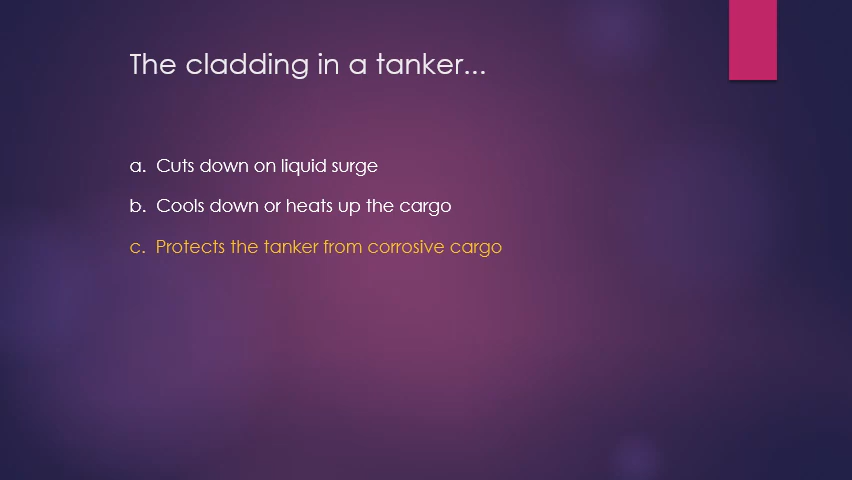 The cladding in a tanker...
a. Cuts down on liquid surge
b. Cools down or heats up the cargo
c. Protects the tanker from corrosive cargo